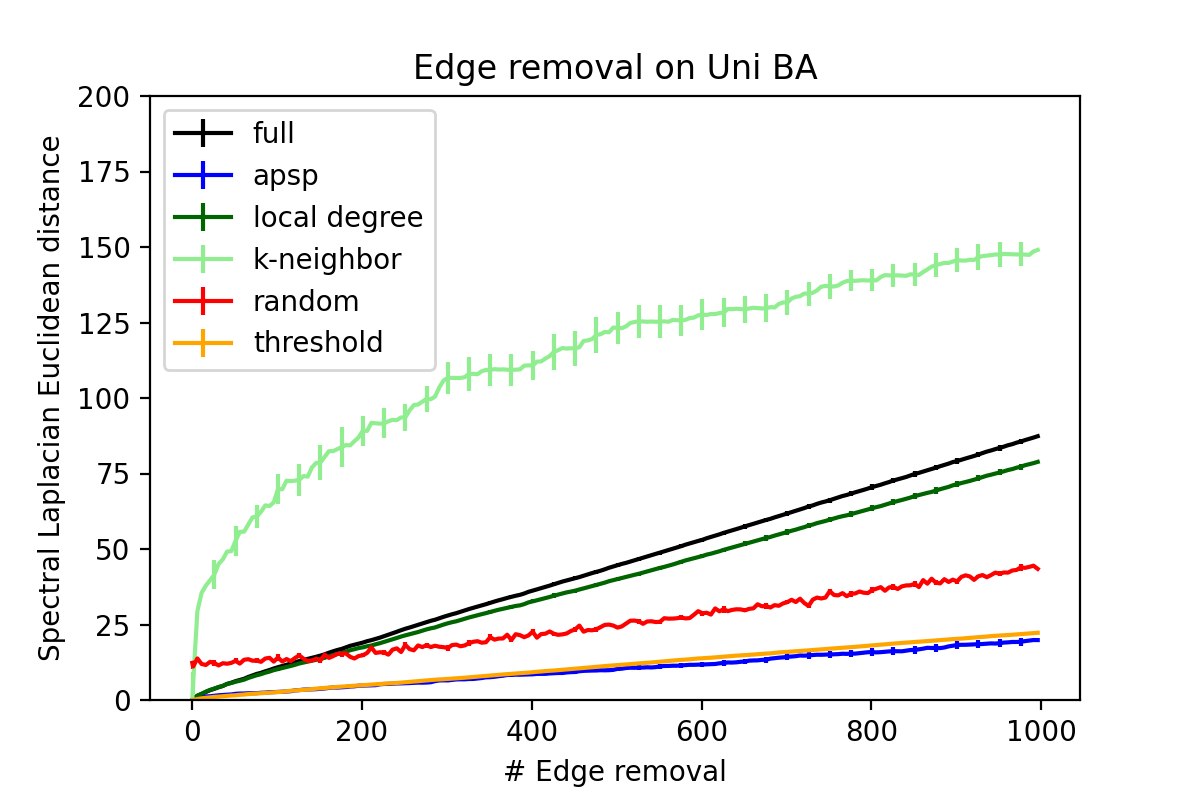 Edge removal on Uni BA
Spectral Laplacian Euclidean distance
200
175
150
125
100
75
50
25
0
full
apsp
local degree
k-neighbor
random
threshold
0 200 400 600 800 1000
# Edge removal